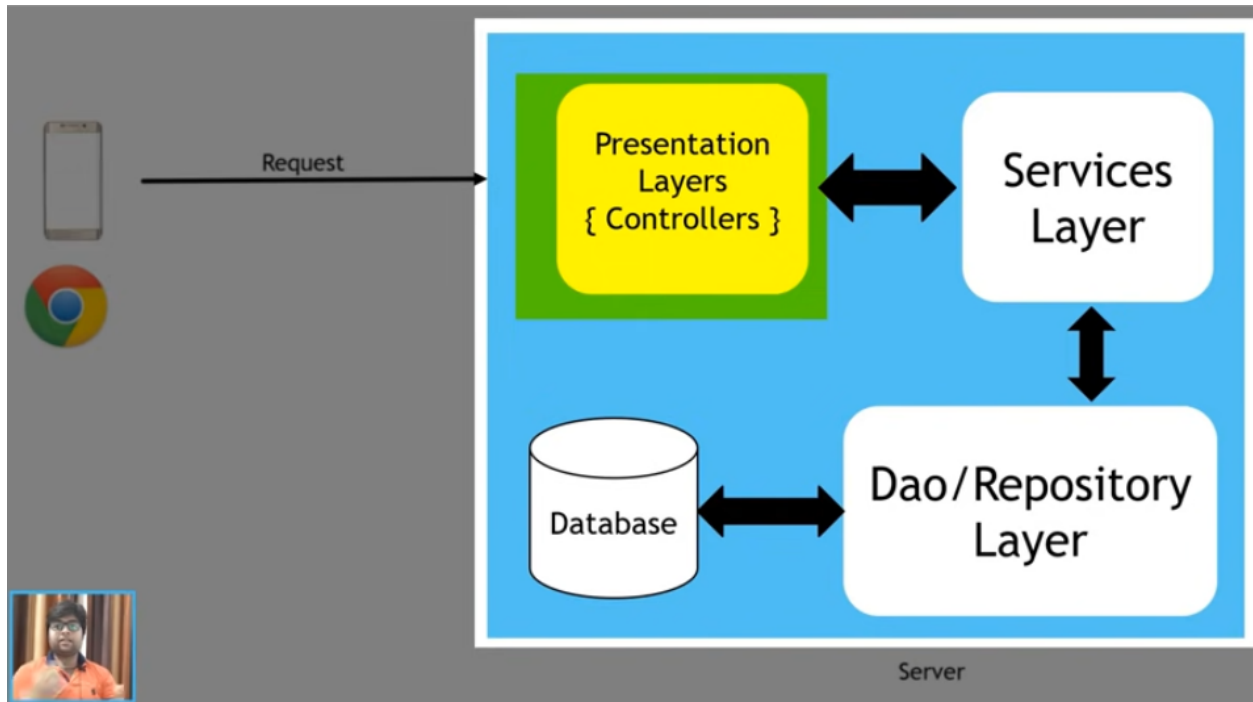 Request
Presentation
Layers
{ Controllers }
Services
Layer
Database
Dao/Repository
Layer
Server